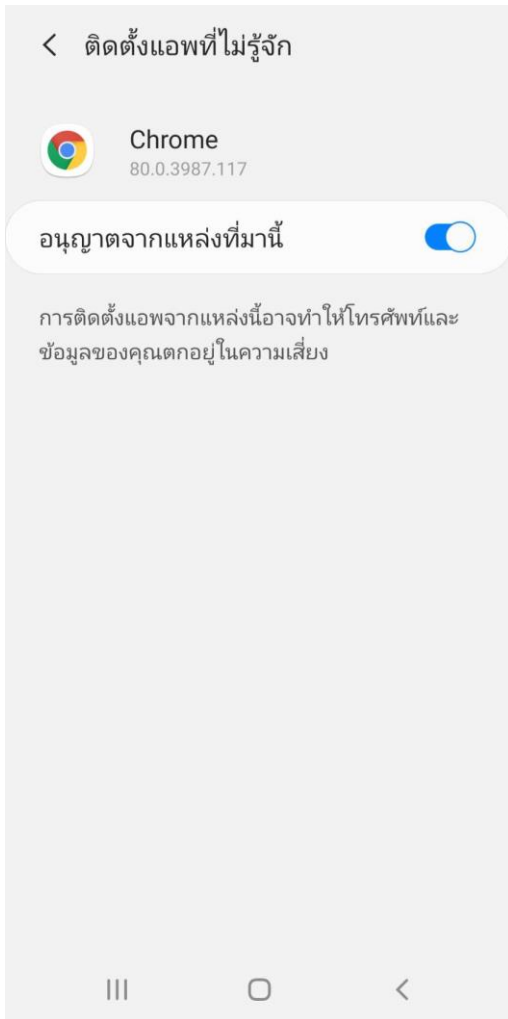 ติดตั้งแอพที่ไม่รู้จัก
Chrome
80.0.3987.117
อนุญาตจากแหล่งที่มานี้
การติดตั้งแอพจากแหล่งนี้อาจทำให้โทรศัพท์และ
ข้อมูลของคุณตกอยู่ในความเสี่ยง